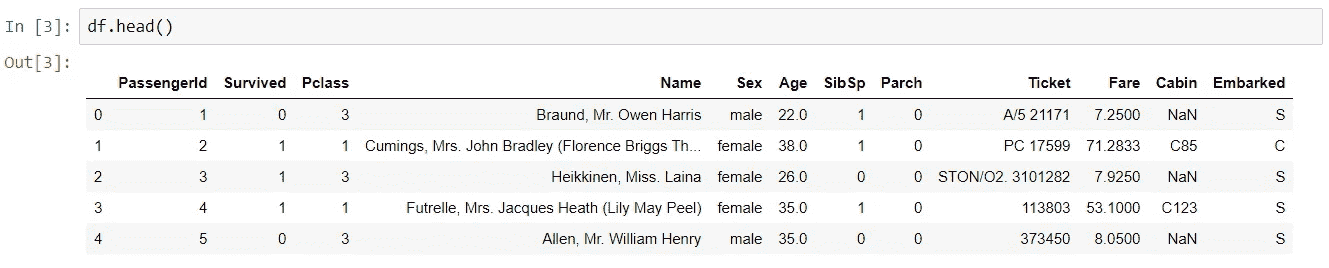 In [3]: df.head()
Out[3]:
PassengerId Survived Pclass Name Sex Age SibSp Parch Ticket Fare Cabin Embarked
0 1 0 3 Braund, Mr. Owen Harris male 22.0 1 0 A/5 21171 7.2500 NaN S
1 2 1 1 Cumings, Mrs. John Bradley (Florence Briggs Th... female 38.0 1 0 PC 17599 71.2833 C85 C
2 3 1 3 Heikkinen, Miss. Laina female 26.0 0 0 STON/O2. 3101282 7.9250 NaN S
3 4 1 1 Futrelle, Mrs. Jacques Heath (Lily May Peel) female 35.0 1 0 113803 53.1000 C123 S
4 5 0 3 Allen, Mr. William Henry male 35.0 0 0 373450 8.0500 NaN S